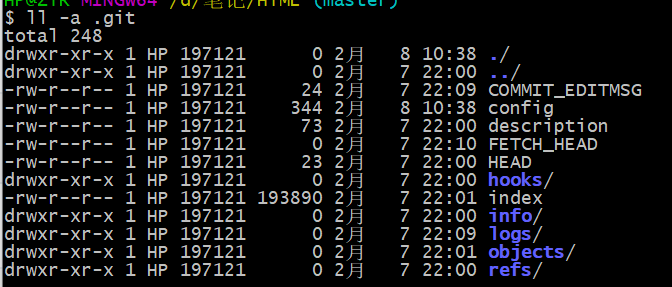 HP@ZYR MINGW64 /d/笔记/HTML (master)
$ ll -a .git
total 248
drwxr-xr-x 1 HP 197121      0 2月   8 10:38 ./
drwxr-xr-x 1 HP 197121      0 2月   7 22:00 ../
-rw-r--r-- 1 HP 197121     24 2月   7 22:09 COMMIT_EDITMSG
-rw-r--r-- 1 HP 197121    344 2月   8 10:38 config
-rw-r--r-- 1 HP 197121     73 2月   7 22:00 description
-rw-r--r-- 1 HP 197121      0 2月   7 22:10 FETCH_HEAD
-rw-r--r-- 1 HP 197121     23 2月   7 22:00 HEAD
drwxr-xr-x 1 HP 197121      0 2月   7 22:00 hooks/
-rw-r--r-- 1 HP 197121 193890 2月   7 22:01 index
drwxr-xr-x 1 HP 197121      0 2月   7 22:00 info/
drwxr-xr-x 1 HP 197121      0 2月   7 22:09 logs/
drwxr-xr-x 1 HP 197121      0 2月   7 22:01 objects/
drwxr-xr-x 1 HP 197121      0 2月   7 22:00 refs/